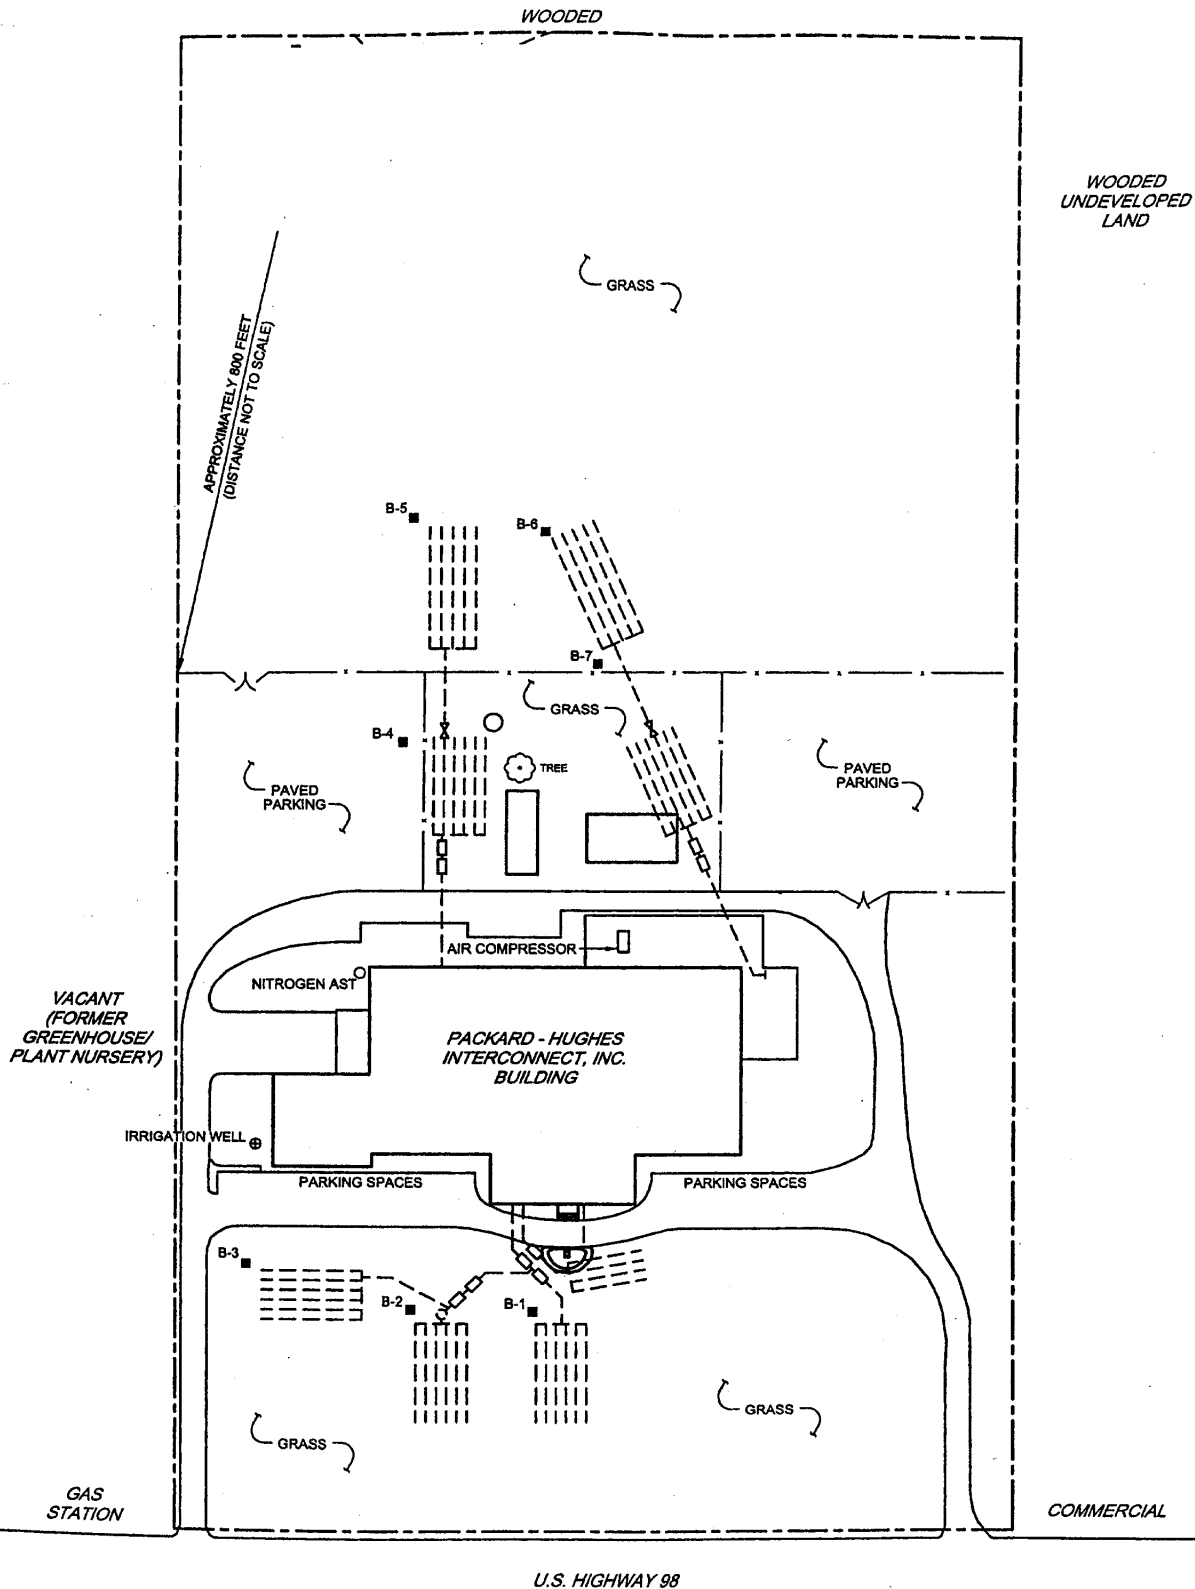 WOODED
WOODED
UNDEVELOPED
LAND
GRASS
APPROXIMATELY 800 FEET
(DISTANCE NOT TO SCALE)
B-5
B-6
B-7
GRASS
B-4
TREE
PAVED
PARKING
PAVED
PARKING
AIR COMPRESSOR
NITROGEN AST
VACANT
(FORMER
GREENHOUSE/
PLANT NURSERY)
PACKARD - HUGHES
INTERCONNECT, INC.
BUILDING
IRRIGATION WELL
PARKING SPACES
PARKING SPACES
B-3
B-2
B-1
GRASS
GRASS
GAS
STATION
COMMERCIAL
U.S. HIGHWAY 98